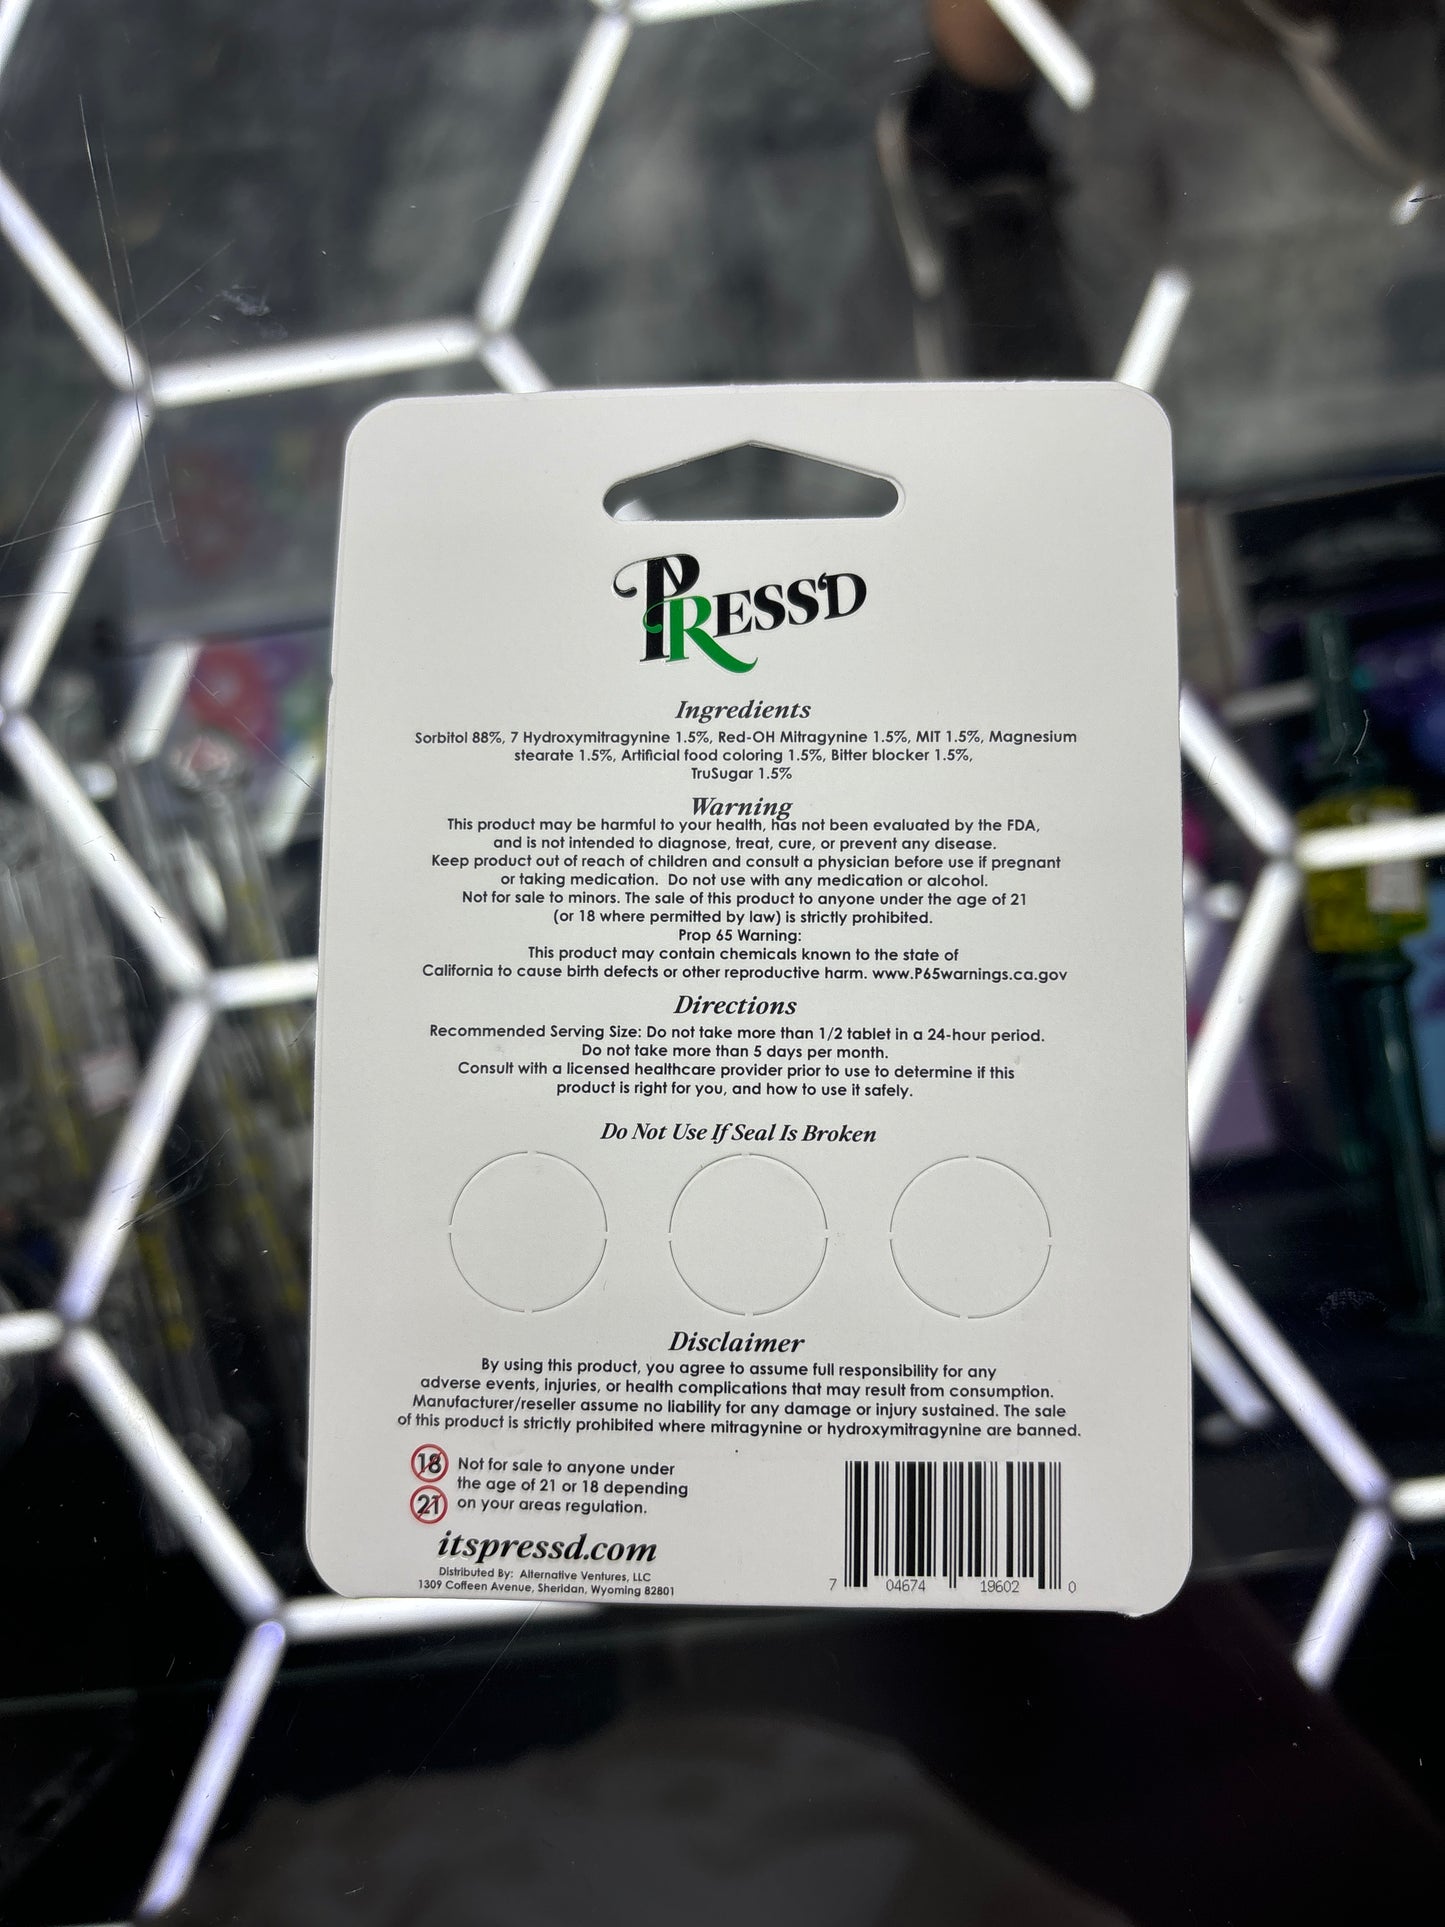 PRESS'D
Ingredients
Sorbitol 88%, 7 Hydroxymitragynine 1.5%, Red-OH Mitragynine 1.5%, MIT 1.5%, Magnesium
stearate 1.5%, Artificial food coloring 1.5%, Bitter blocker 1.5%,
TruSugar 1.5%
Warning
This product may be harmful to your health, has not been evaluated by the FDA,
and is not intended to diagnose, treat, cure, or prevent any disease.
Keep product out of reach of children and consult a physician before use if pregnant
or taking medication. Do not use with any medication or alcohol.
Not for sale to minors. The sale of this product to anyone under the age of 21
(or 18 where permitted by law) is strictly prohibited.
Prop 65 Warning:
This product may contain chemicals known to the state of
California to cause birth defects or other reproductive harm. www.P65warnings.ca.gov
Directions
Recommended Serving Size: Do not take more than 1/2 tablet in a 24-hour period.
Do not take more than 5 days per month.
Consult with a licensed healthcare provider prior to use to determine if this
product is right for you, and how to use it safely.
Do Not Use If Seal Is Broken
Disclaimer
By using this product, you agree to assume full responsibility for any
adverse events, injuries, or health complications that may result from consumption.
Manufacturer/reseller assume no liability for any damage or injury sustained. The sale
of this product is strictly prohibited where mitragynine or hydroxymitragynine are banned.
18 Not for sale to anyone under
the age of 21 or 18 depending
21 on your areas regulation.
itspressd.com
Distributed By: Alternative Ventures, LLC
1309 Coffeen Avenue, Sheridan, Wyoming 82801
7 04674 19602 0